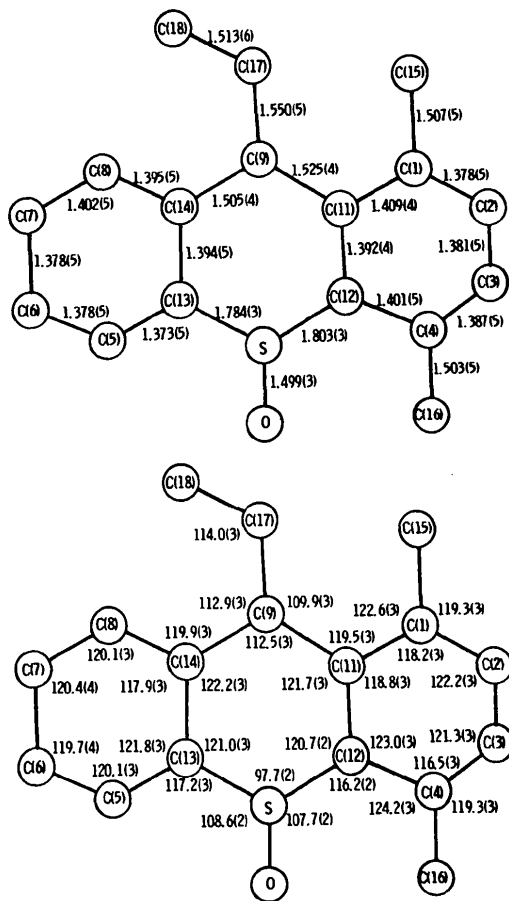 C(18)
1.513(6)
C(17)
C(15)
1.550(5)
1.507(5)
C(8)
1.395(5)
C(9)
1.525(4)
C(1)
1.378(5)
1.402(5)
C(14)
1.505(4)
C(11)
1.409(4)
C(2)
C(7)
1.378(5)
1.394(5)
1.392(4)
1.381(5)
C(6)
1.378(5)
C(13)
1.784(3)
C(12)
1.401(5)
C(3)
C(5)
1.373(5)
S
1.803(3)
C(4)
1.387(5)
1.499(3)
1.503(5)
O
C(16)
C(18)
C(17)
114.0(3)
C(15)
C(8)
112.9(3)
C(9)
109.9(3)
122.6(3)
C(1)
119.3(3)
119.9(3)
112.5(3)
119.5(3)
118.2(3)
120.1(3)
C(14)
C(11)
C(2)
C(7)
120.4(4)
117.9(3)
122.2(3)
121.7(3)
118.8(3)
122.2(3)
119.7(4)
121.8(3)
121.0(3)
120.7(2)
123.0(3)
121.3(3)
C(3)
C(6)
C(13)
C(12)
120.1(3)
117.2(3)
97.7(2)
116.2(2)
116.5(3)
C(5)
S
C(4)
108.6(2)
107.7(2)
124.2(3)
119.3(3)
O
C(16)